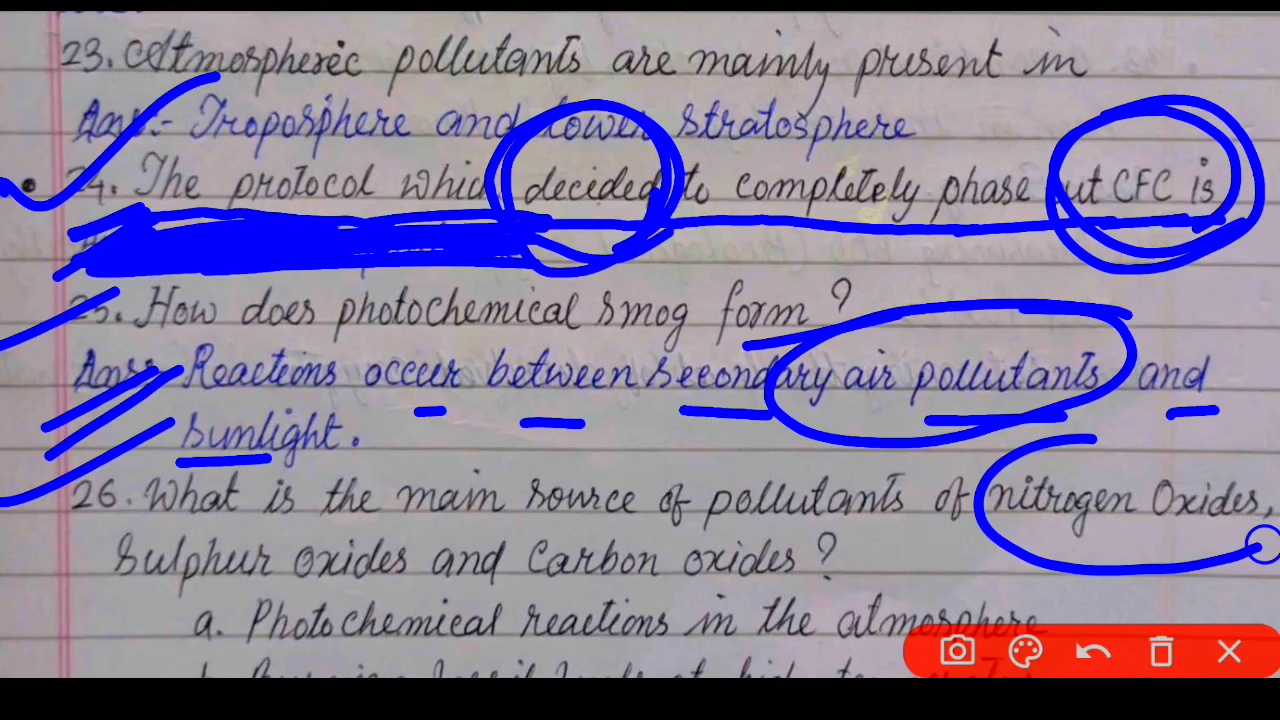 23. Atmospheric pollutants are mainly present in
Ans:- Troposphere and lower stratosphere
24. The protocol which decided to completely phase out CFC is
25. How does photochemical smog form ?
Ans:- Reactions occur between secondary air pollutants and
sunlight.
26. What is the main source of pollutants of nitrogen Oxides,
Sulphur oxides and Carbon oxides ?
a. Photochemical reactions in the atmosphere